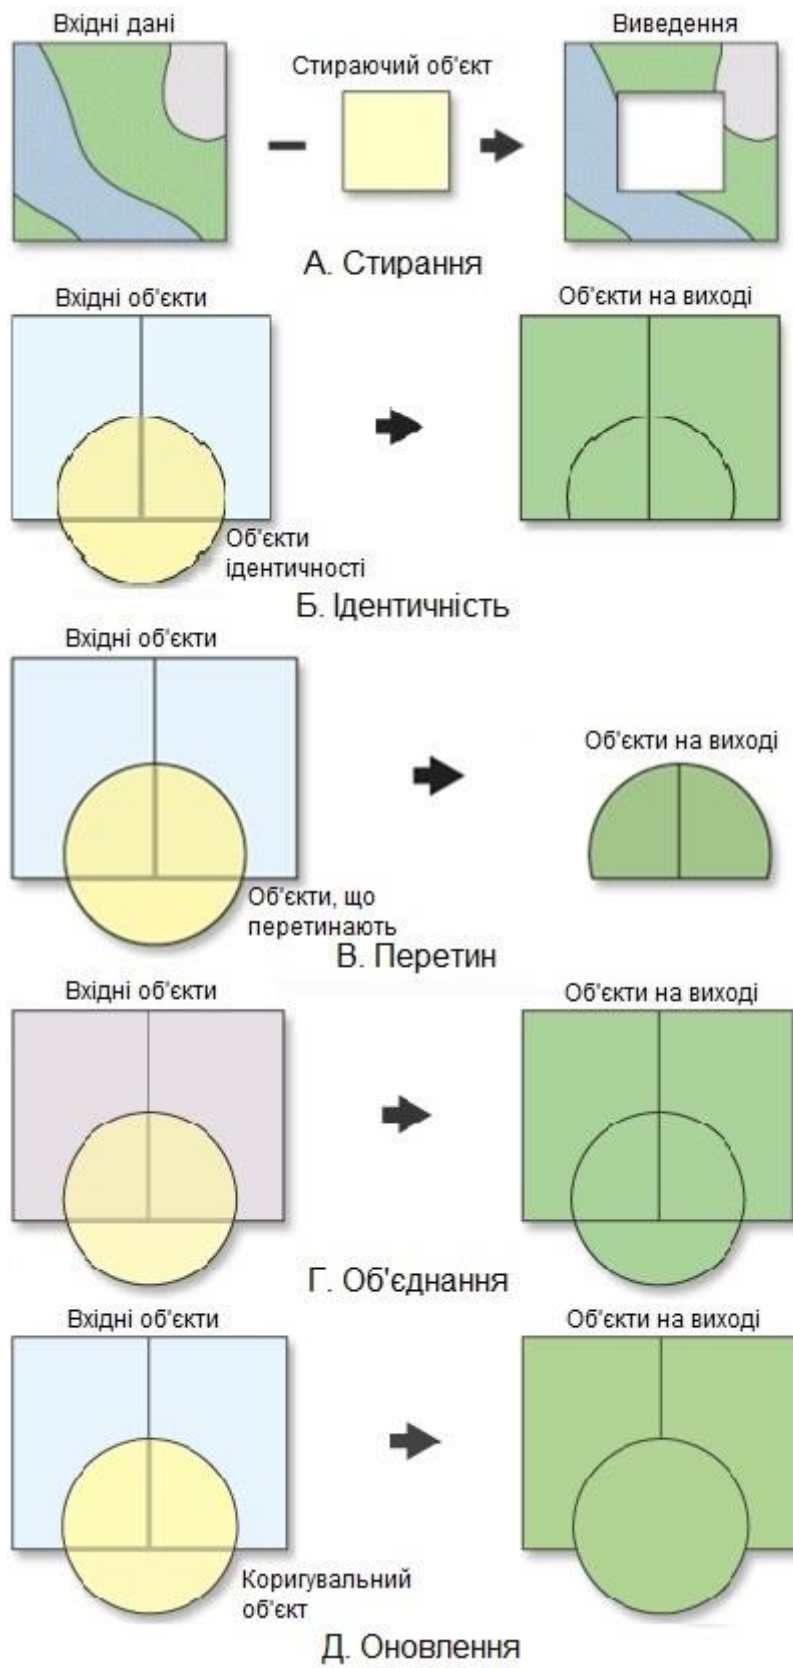 Вхідні дані
Виведення
Стираючий об'єкт
А. Стирання
Вхідні об'єкти
Об'єкти на виході
Об'єкти
ідентичності
Б. Ідентичність
Вхідні об'єкти
Об'єкти на виході
Об'єкти, що
перетинають
В. Перетин
Вхідні об'єкти
Об'єкти на виході
Г. Об'єднання
Вхідні об'єкти
Об'єкти на виході
Коригувальний
об'єкт
Д. Оновлення